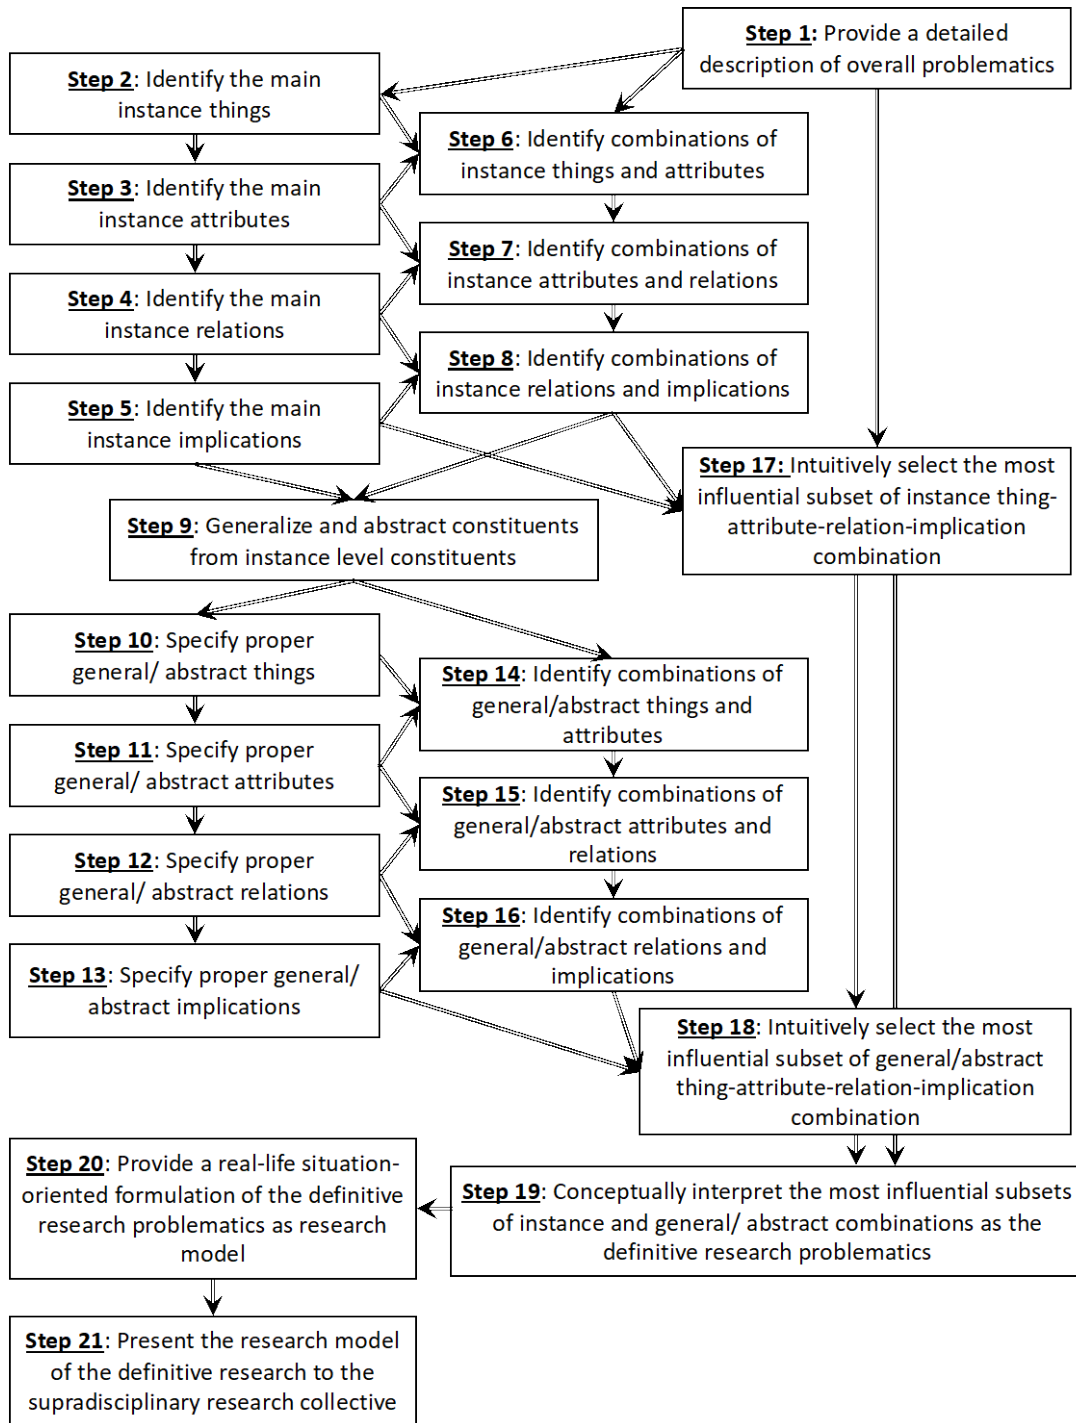 Step 1: Provide a detailed
description of overall problematics
Step 2: Identify the main
instance things
Step 3: Identify the main
instance attributes
Step 4: Identify the main
instance relations
Step 5: Identify the main
instance implications
Step 6: Identify combinations of
instance things and attributes
Step 7: Identify combinations of
instance attributes and relations
Step 8: Identify combinations of
instance relations and implications
Step 9: Generalize and abstract constituents
from instance level constituents
Step 10: Specify proper
general/ abstract things
Step 11: Specify proper
general/ abstract attributes
Step 12: Specify proper
general/ abstract relations
Step 13: Specify proper general/
abstract implications
Step 14: Identify combinations of
general/abstract things and
attributes
Step 15: Identify combinations of
general/abstract attributes and
relations
Step 16: Identify combinations of
general/abstract relations and
implications
Step 17: Intuitively select the most
influential subset of instance thing-
attribute-relation-implication
combination
Step 18: Intuitively select the most
influential subset of general/abstract
thing-attribute-relation-implication
combination
Step 19: Conceptually interpret the most influential subsets
of instance and general/ abstract combinations as the
definitive research problematics
Step 20: Provide a real-life situation-
oriented formulation of the definitive
research problematics as research
model
Step 21: Present the research model
of the definitive research to the
supradisciplinary research collective